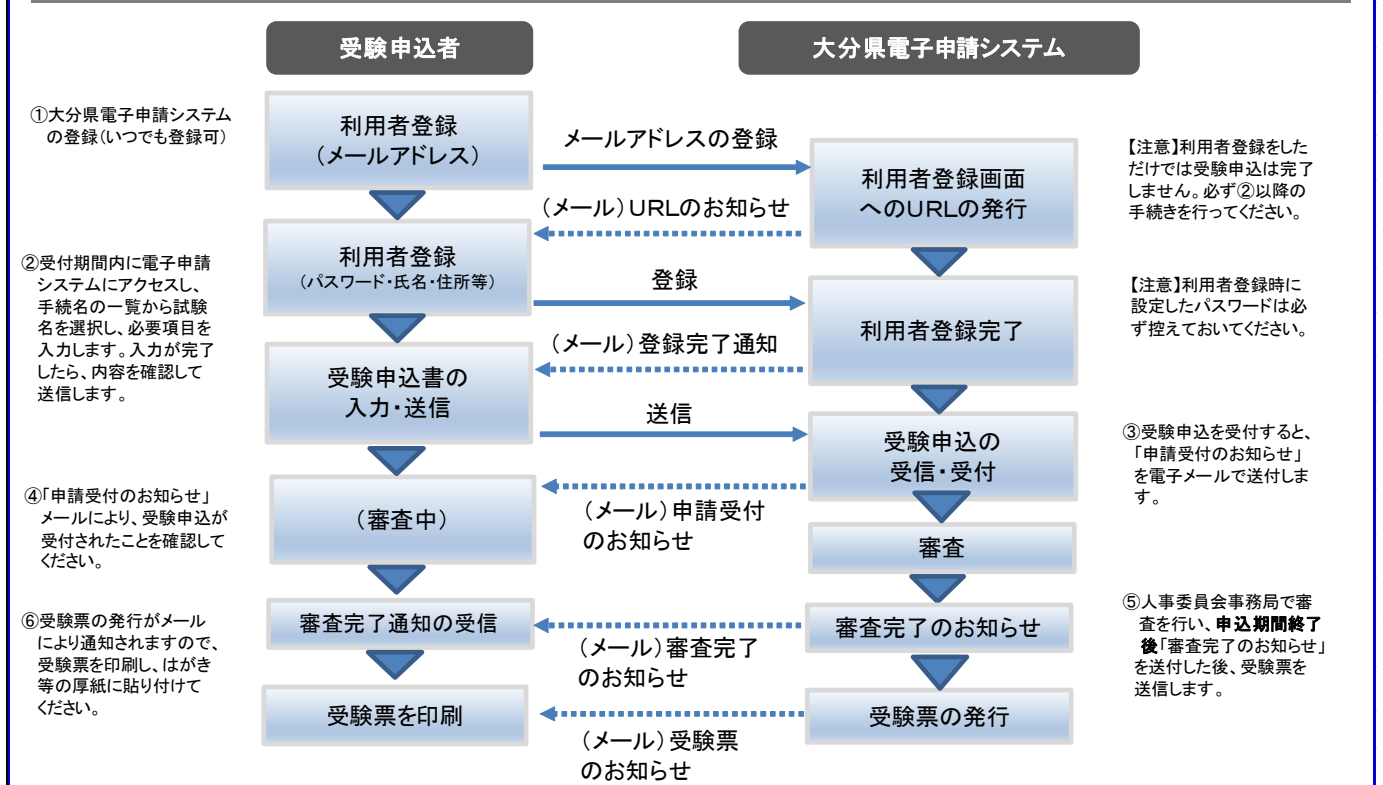 受験申込者
大分県電子申請システム
①大分県電子申請システム
の登録(いつでも登録可)
利用者登録
(メールアドレス)
メールアドレスの登録
利用者登録画面
へのURLの発行
【注意】利用者登録をした
だけでは受験申込は完了
しません。必ず②以降の
手続きを行ってください。
(メール)URLのお知らせ
②受付期間内に電子申請
システムにアクセスし、
手続名の一覧から試験
名を選択し、必要項目を
入力します。入力が完了
したら、内容を確認して
送信します。
利用者登録
(パスワード・氏名・住所等)
登録
利用者登録完了
【注意】利用者登録時に
設定したパスワードは必
ず控えておいてください。
(メール)登録完了通知
受験申込書の
入力・送信
送信
受験申込の
受信・受付
③受験申込を受付すると、
「申請受付のお知らせ」
を電子メールで送付しま
す。
④「申請受付のお知らせ」
メールにより、受験申込が
受付されたことを確認して
ください。
(審査中)
(メール)申請受付
のお知らせ
審査
⑤人事委員会事務局で審
査を行い、申込期間終了
後「審査完了のお知らせ」
を送付した後、受験票を
送信します。
⑥受験票の発行がメール
により通知されますので、
受験票を印刷し、はがき
等の厚紙に貼り付けて
ください。
審査完了通知の受信
(メール)審査完了
のお知らせ
審査完了のお知らせ
受験票を印刷
(メール)受験票
のお知らせ
受験票の発行